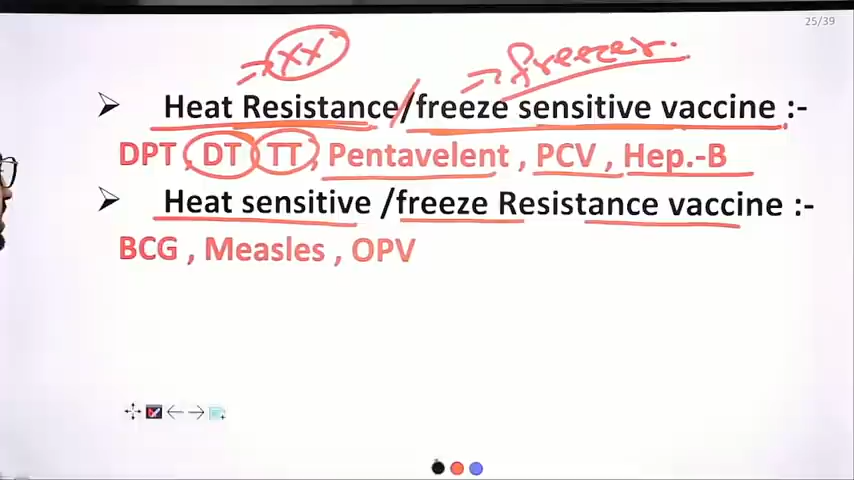 25/39
xx
freezer.
Heat Resistance/freeze sensitive vaccine :-
DPT , DT , TT , Pentavelent , PCV , Hep.-B
Heat sensitive /freeze Resistance vaccine :-
BCG , Measles , OPV